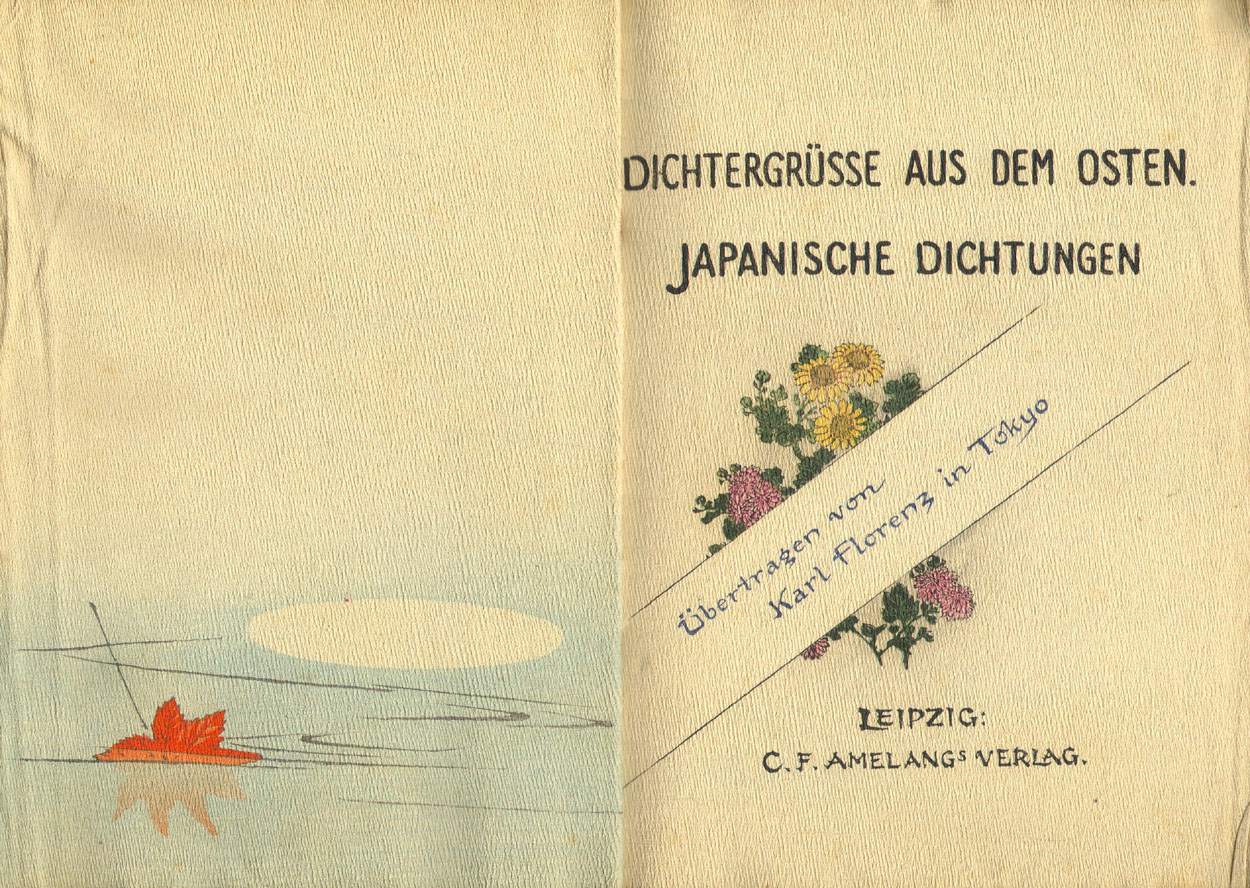 DICHTERGRÜSSE AUS DEM OSTEN.
JAPANISCHE DICHTUNGEN
Übertragen von
Karl Florenz in Tokyo
LEIPZIG:
C. F. AMELANGS VERLAG.